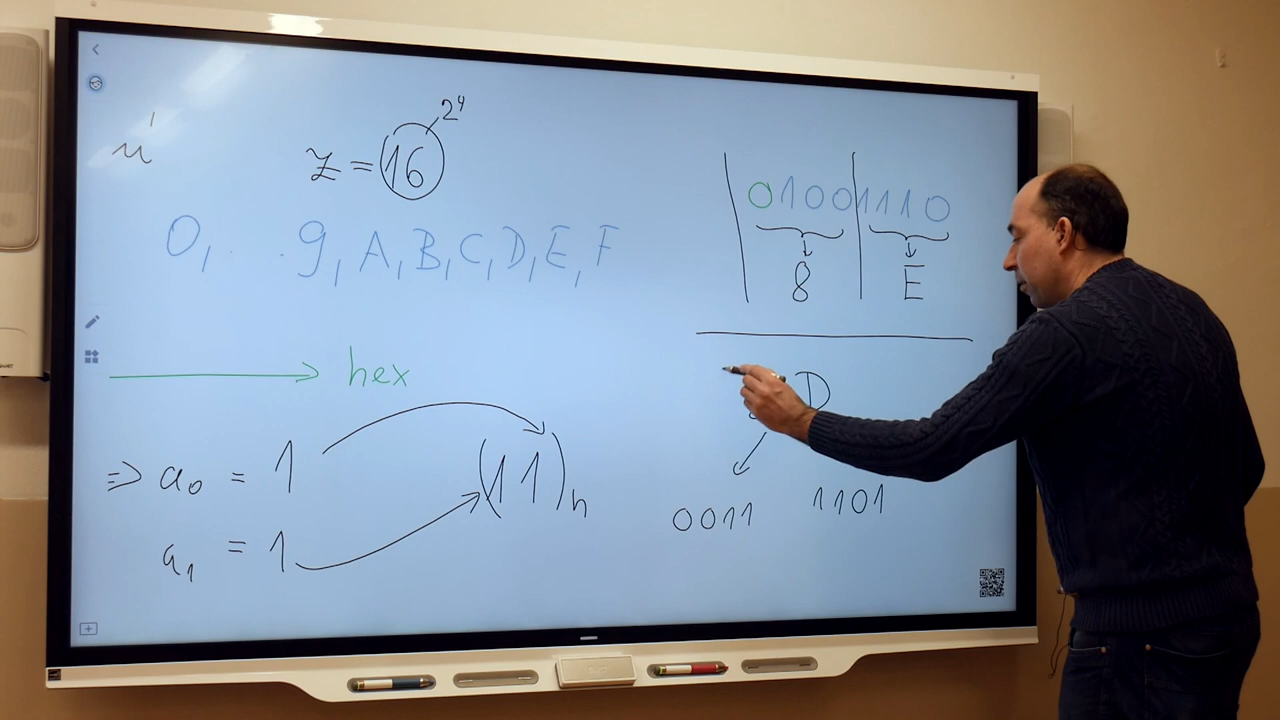 z = 16 2⁴
0, . . 9, A, B, C, D, E, F
hex
⇒ a₀ = 1
a₁ = 1
(11)ₕ
0100 1110
8 E
D
0011 1101